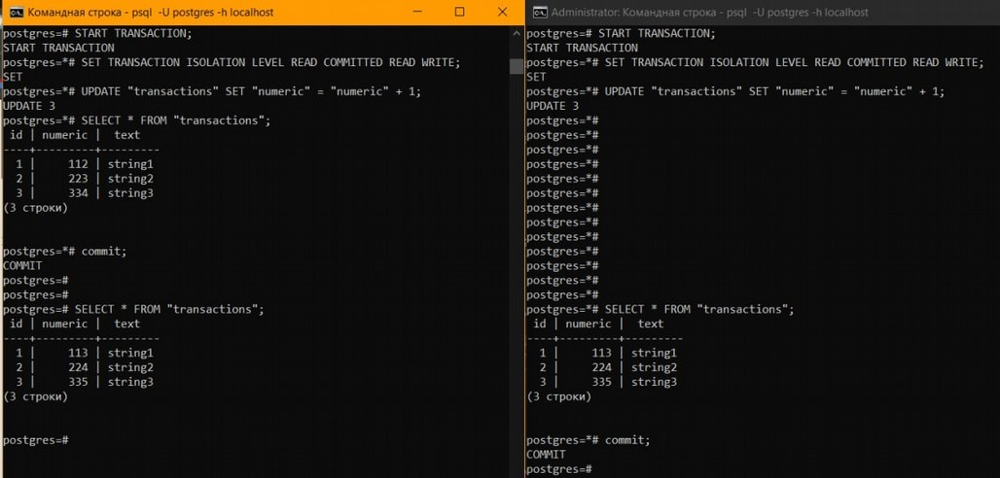 Командная строка - psql -U postgres -h localhost
postgres=# START TRANSACTION;
START TRANSACTION
postgres=*# SET TRANSACTION ISOLATION LEVEL READ COMMITTED READ WRITE;
SET
postgres=*# UPDATE "transactions" SET "numeric" = "numeric" + 1;
UPDATE 3
postgres=*# SELECT * FROM "transactions";
 id | numeric |  text
----+---------+---------
  1 |     112 | string1
  2 |     223 | string2
  3 |     334 | string3
(3 строки)
postgres=*# commit;
COMMIT
postgres=#
postgres=#
postgres=# SELECT * FROM "transactions";
 id | numeric |  text
----+---------+---------
  1 |     113 | string1
  2 |     224 | string2
  3 |     335 | string3
(3 строки)
postgres=#
Administrator: Командная строка - psql -U postgres -h localhost
postgres=# START TRANSACTION;
START TRANSACTION
postgres=*# SET TRANSACTION ISOLATION LEVEL READ COMMITTED READ WRITE;
SET
postgres=*# UPDATE "transactions" SET "numeric" = "numeric" + 1;
UPDATE 3
postgres=*#
postgres=*#
postgres=*#
postgres=*#
postgres=*#
postgres=*#
postgres=*#
postgres=*#
postgres=*#
postgres=*#
postgres=*#
postgres=*#
postgres=*#
postgres=*# SELECT * FROM "transactions";
 id | numeric |  text
----+---------+---------
  1 |     113 | string1
  2 |     224 | string2
  3 |     335 | string3
(3 строки)
postgres=*# commit;
COMMIT
postgres=#